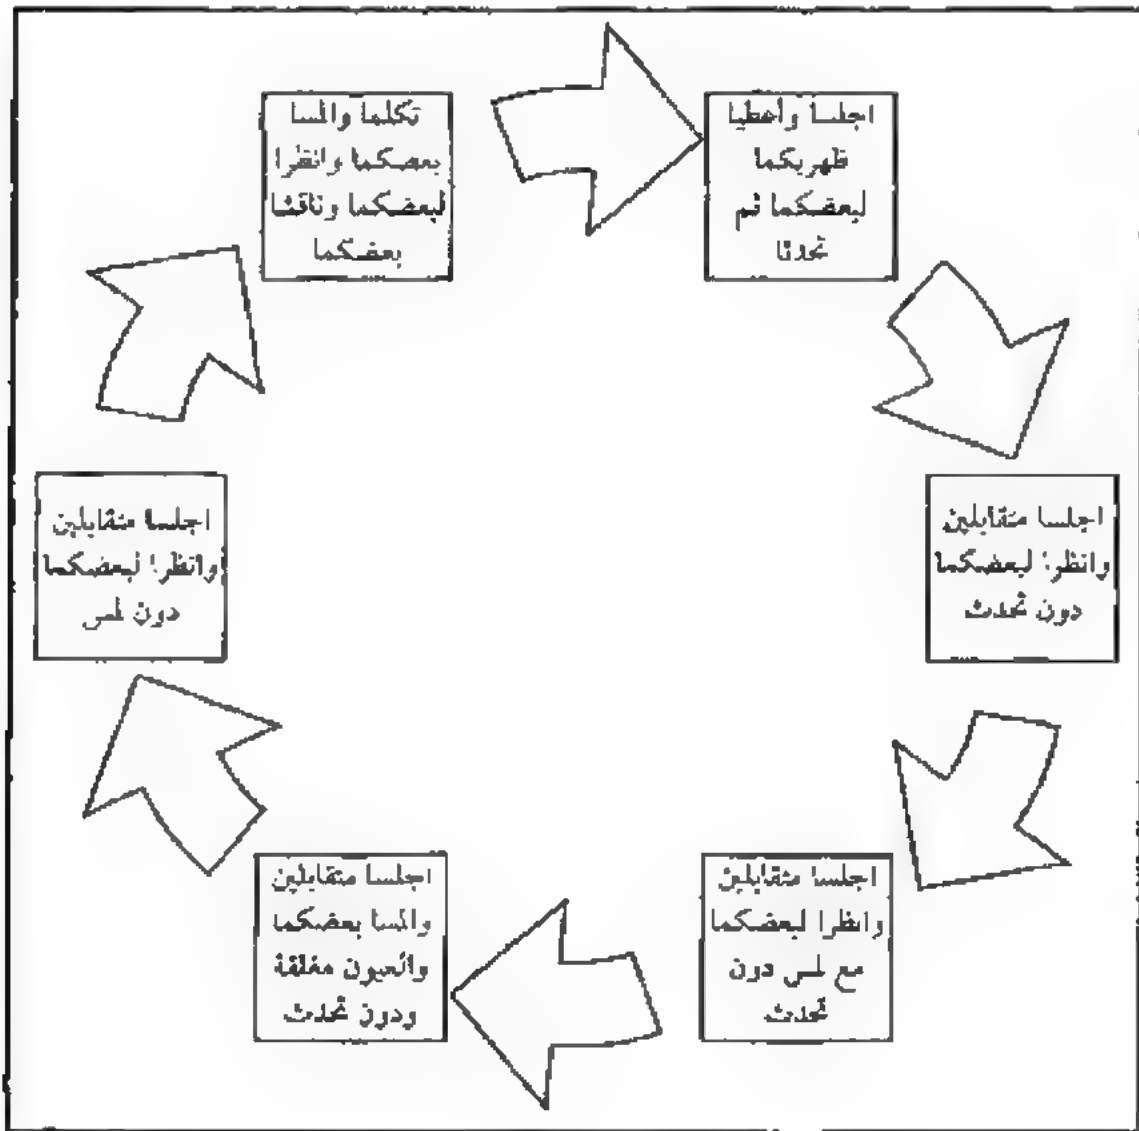 اجلسا وأعطيا
ظهريكما
لبعضكما ثم
تحدثا
اجلسا متقابلين
وانظرا لبعضكما
دون تحدث
اجلسا متقابلين
وانظرا لبعضكما
مع لمس دون
تحدث
اجلسا متقابلين
والمسا بعضكما
والعيون مغلقة
ودون تحدث
اجلسا متقابلين
وانظرا لبعضكما
دون لمس
تكلما والمسا
بعضكما وانظرا
لبعضكما وناقشا
بعضكما